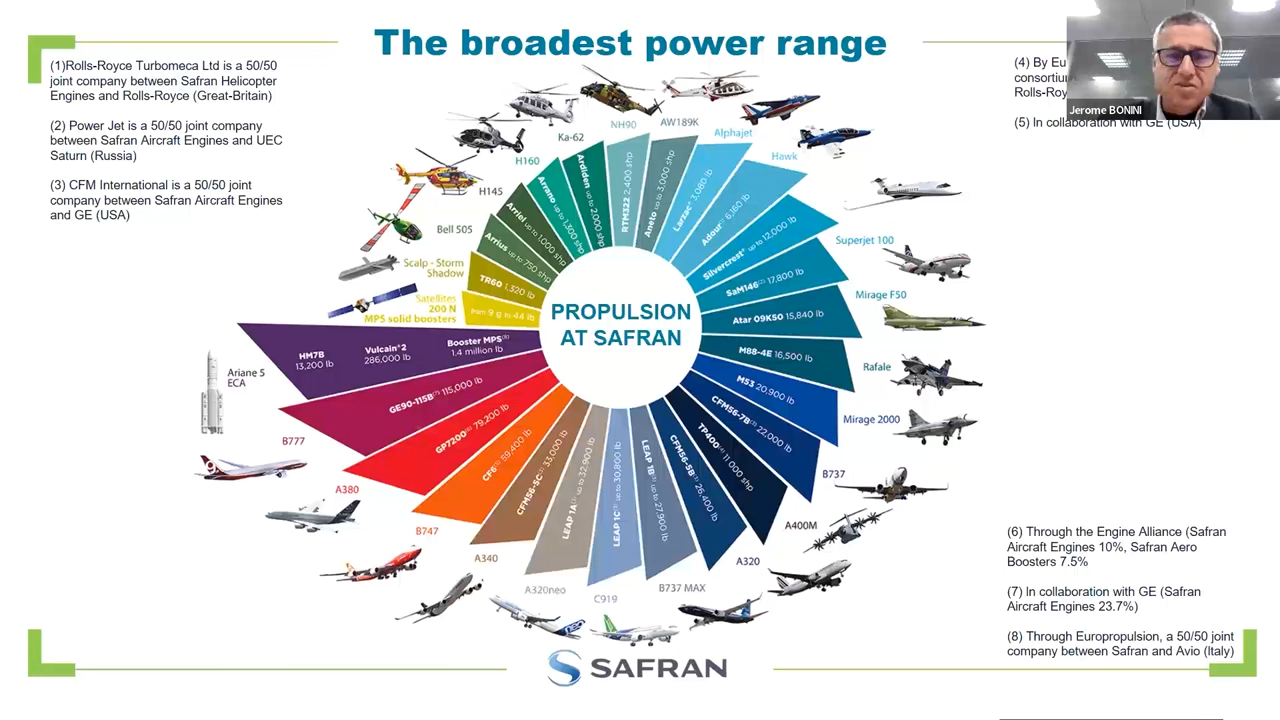 The broadest power range
(1)Rolls-Royce Turbomeca Ltd is a 50/50
joint company between Safran Helicopter
Engines and Rolls-Royce (Great-Britain)
(2) Power Jet is a 50/50 joint company
between Safran Aircraft Engines and UEC
Saturn (Russia)
(3) CFM International is a 50/50 joint
company between Safran Aircraft Engines
and GE (USA)
(4) By Eu
consortiu
Rolls-Roy
Jerome BONINI
(5) In collaboration with GE (USA)
PROPULSION
AT SAFRAN
Satellites
200 N
MPS solid boosters
from 9 g to 44 lb
Scalp - Storm
Shadow
TR60 1,320 lb
Bell 505
Arrius up to 750 shp
H145
Arriel up to 1,000 shp
H160
Arrano up to 1,300 shp
Ka-62
Ardiden up to 2,000 shp
NH90
RTM322 2,400 shp
AW189K
Aneto up to 3,000 shp
Alphajet
Larzac 3,080 lb
Hawk
Adour 6,150 lb
Silvercrest up to 12,000 lb
Superjet 100
SaM146(2) 17,800 lb
Mirage F50
Atar 09K50 15,840 lb
Rafale
M88-4E 16,500 lb
Mirage 2000
M53 20,900 lb
B737
CFM56-7B(3) 22,000 lb
A400M
TP400(4) 11 000 shp
A320
CFM56-5B(3) 26,400 lb
B737 MAX
LEAP 1B(3) up to 27,900 lb
C919
LEAP 1C(3) up to 30,800 lb
A320neo
LEAP 1A(3) up to 32,900 lb
A340
CFM56-5C(3) 33,000 lb
B747
CF6(5) 59,400 lb
A380
GP7200(6) 79,200 lb
B777
GE90-115B(7) 115,000 lb
Ariane 5
ECA
HM7B
13,200 lb
Vulcain®2
286,000 lb
Booster MPS(8)
1.4 million lb
(6) Through the Engine Alliance (Safran
Aircraft Engines 10%, Safran Aero
Boosters 7.5%
(7) In collaboration with GE (Safran
Aircraft Engines 23.7%)
(8) Through Europropulsion, a 50/50 joint
company between Safran and Avio (Italy)
SAFRAN